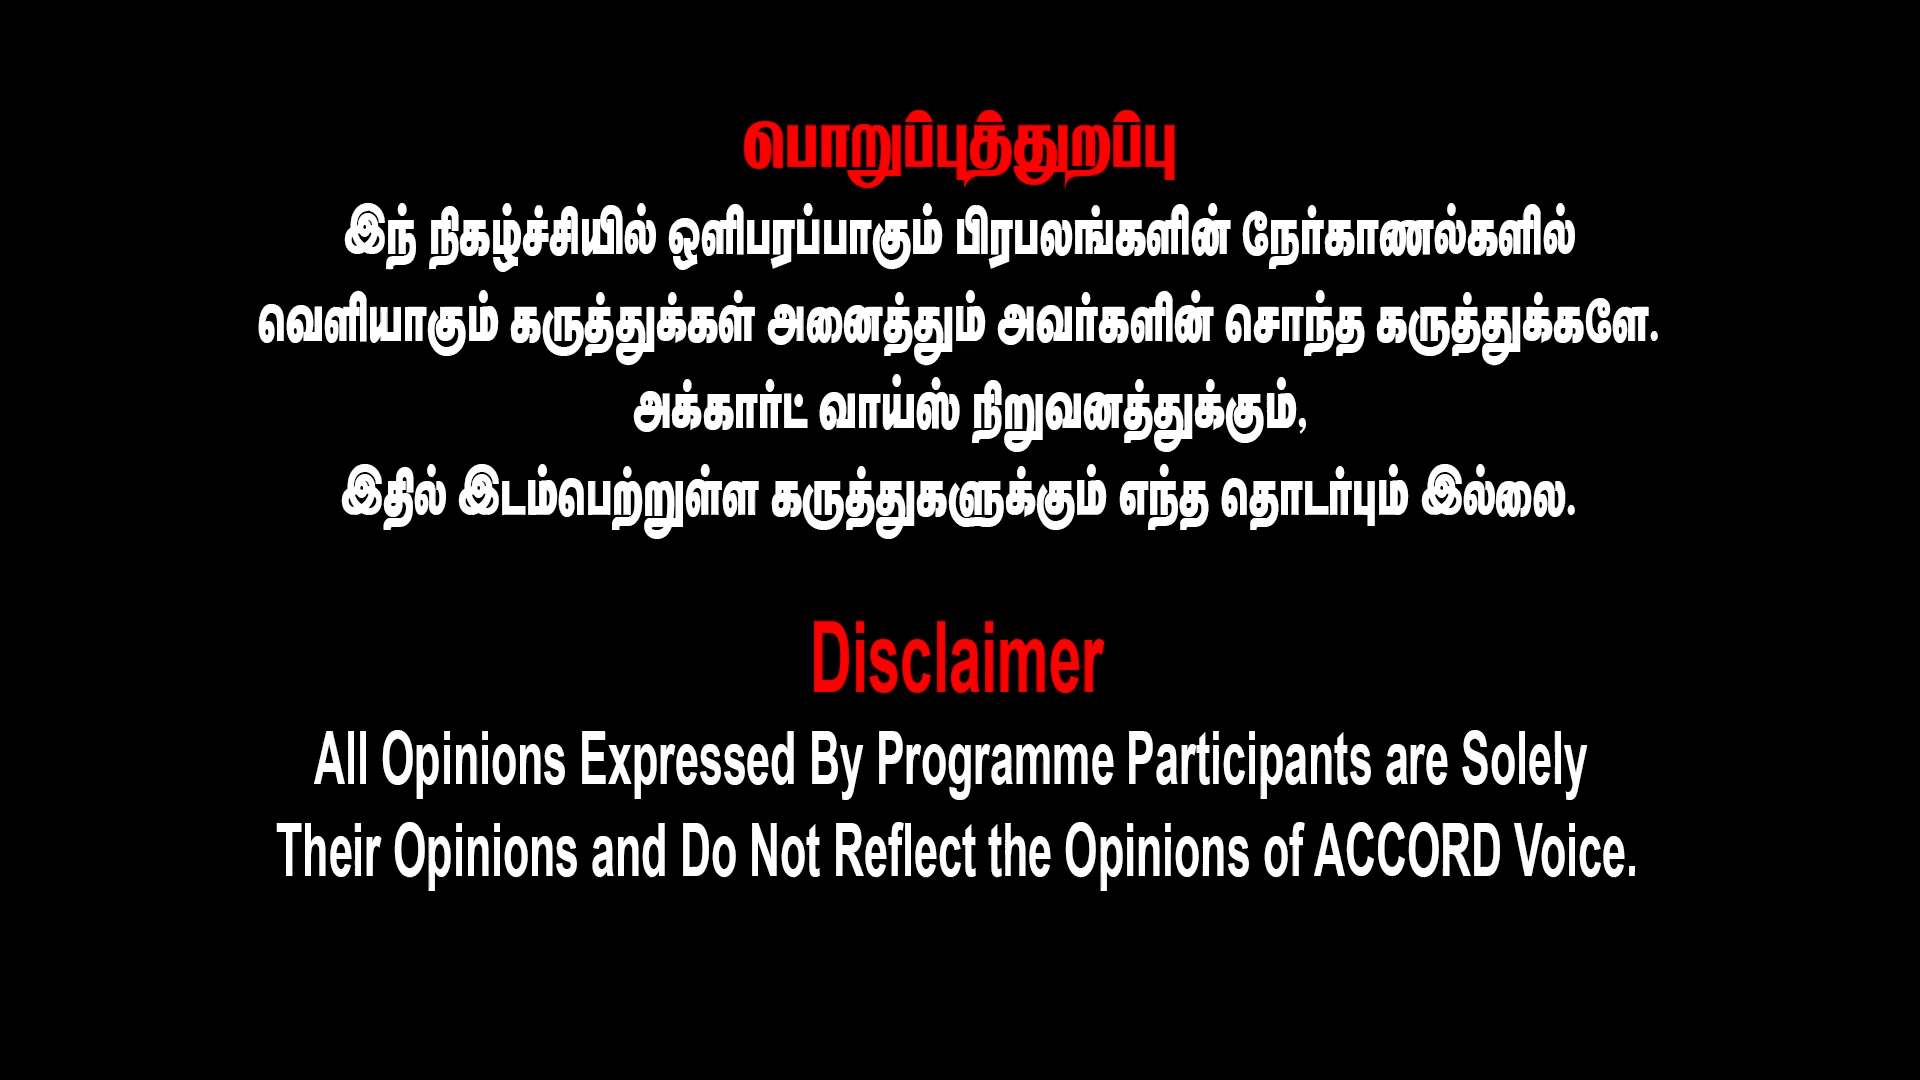 பொறுப்புத்துறப்பு
இந் நிகழ்ச்சியில் ஒளிபரப்பாகும் பிரபலங்களின் நேர்காணல்களில்
வெளியாகும் கருத்துக்கள் அனைத்தும் அவர்களின் சொந்த கருத்துக்களே.
அக்கார்ட் வாய்ஸ் நிறுவனத்துக்கும்,
இதில் இடம்பெற்றுள்ள கருத்துகளுக்கும் எந்த தொடர்பும் இல்லை.
Disclaimer
All Opinions Expressed By Programme Participants are Solely
Their Opinions and Do Not Reflect the Opinions of ACCORD Voice.